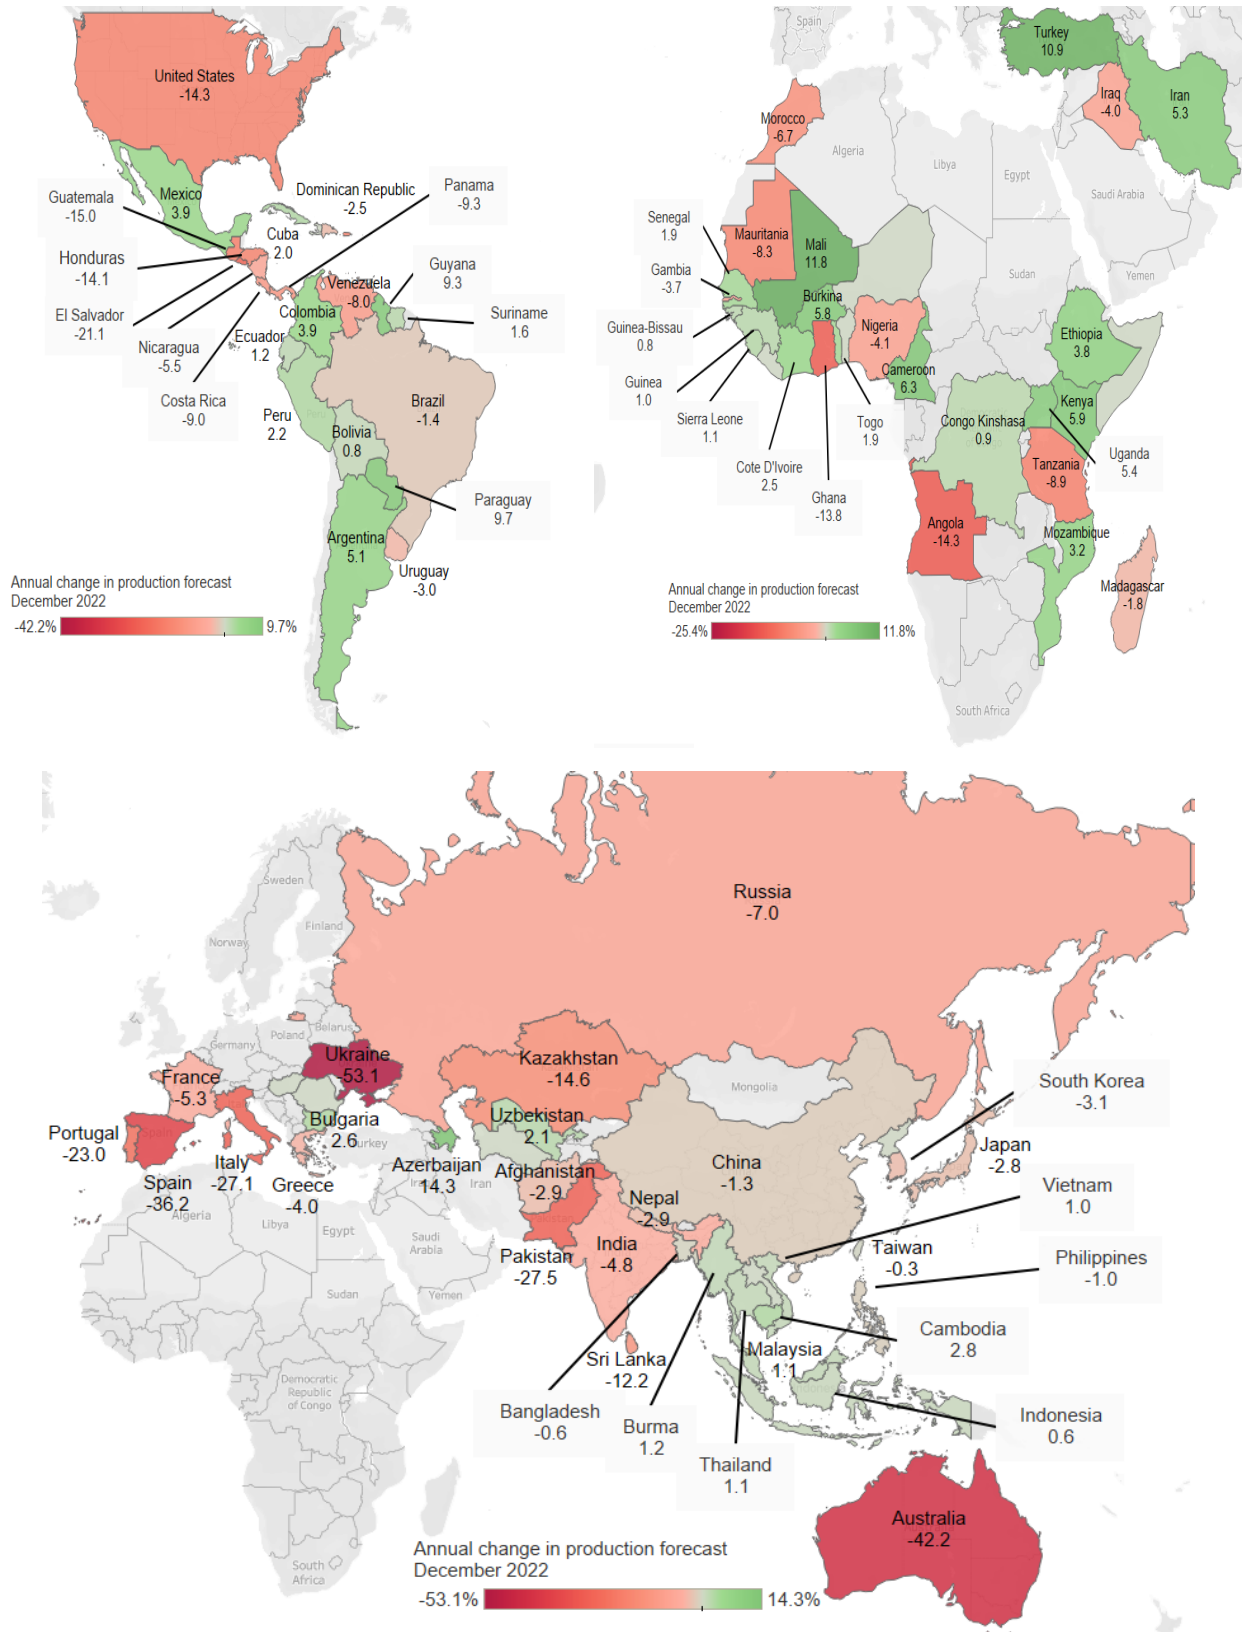 United States
-14.3
Mexico
3.9
Guatemala
-15.0
Honduras
-14.1
El Salvador
-21.1
Nicaragua
-5.5
Costa Rica
-9.0
Dominican Republic
-2.5
Cuba
2.0
Panama
-9.3
Venezuela
-8.0
Guyana
9.3
Suriname
1.6
Colombia
3.9
Ecuador
1.2
Peru
2.2
Peru
Brazil
-1.4
Bolivia
0.8
Paraguay
9.7
Argentina
5.1
Uruguay
-3.0
Annual change in production forecast
December 2022
-42.2%
9.7%
Spain
Turkey
10.9
Iraq
-4.0
Iran
5.3
Morocco
-6.7
Algeria
Libya
Egypt
Saudi Arabia
Senegal
1.9
Mauritania
-8.3
Mali
11.8
Sudan
Yemen
Gambia
-3.7
Burkina
5.8
Guinea-Bissau
0.8
Nigeria
-4.1
Ethiopia
3.8
Guinea
1.0
Cameroon
6.3
Sierra Leone
1.1
Togo
1.9
Congo Kinshasa
0.9
Kenya
5.9
Cote D'Ivoire
2.5
Tanzania
-8.9
Uganda
5.4
Ghana
-13.8
Angola
-14.3
Mozambique
3.2
Madagascar
-1.8
South Africa
Annual change in production forecast
December 2022
-25.4%
11.8%
Russia
-7.0
Sweden
Finland
Norway
Belarus
Poland
Germany
Ukraine
-53.1
France
-5.3
Kazakhstan
-14.6
Mongolia
South Korea
-3.1
Uzbekistan
2.1
Bulgaria
2.6
Turkey
Portugal
-23.0
Spain
Spain
-36.2
Italy
-27.1
Greece
-4.0
Azerbaijan
14.3
Iran
Afghanistan
-2.9
China
-1.3
Japan
-2.8
Nepal
-2.9
Vietnam
1.0
Algeria
Libya
Egypt
Saudi
Arabia
Pakistan
Pakistan
-27.5
India
-4.8
Taiwan
-0.3
Philippines
-1.0
Sudan
Yemen
Cambodia
2.8
Malaysia
1.1
Sri Lanka
-12.2
Democratic
Republic
of Congo
Bangladesh
-0.6
Burma
1.2
Thailand
1.1
Indonesia
0.6
Australia
-42.2
South
Africa
Annual change in production forecast
December 2022
-53.1%
14.3%